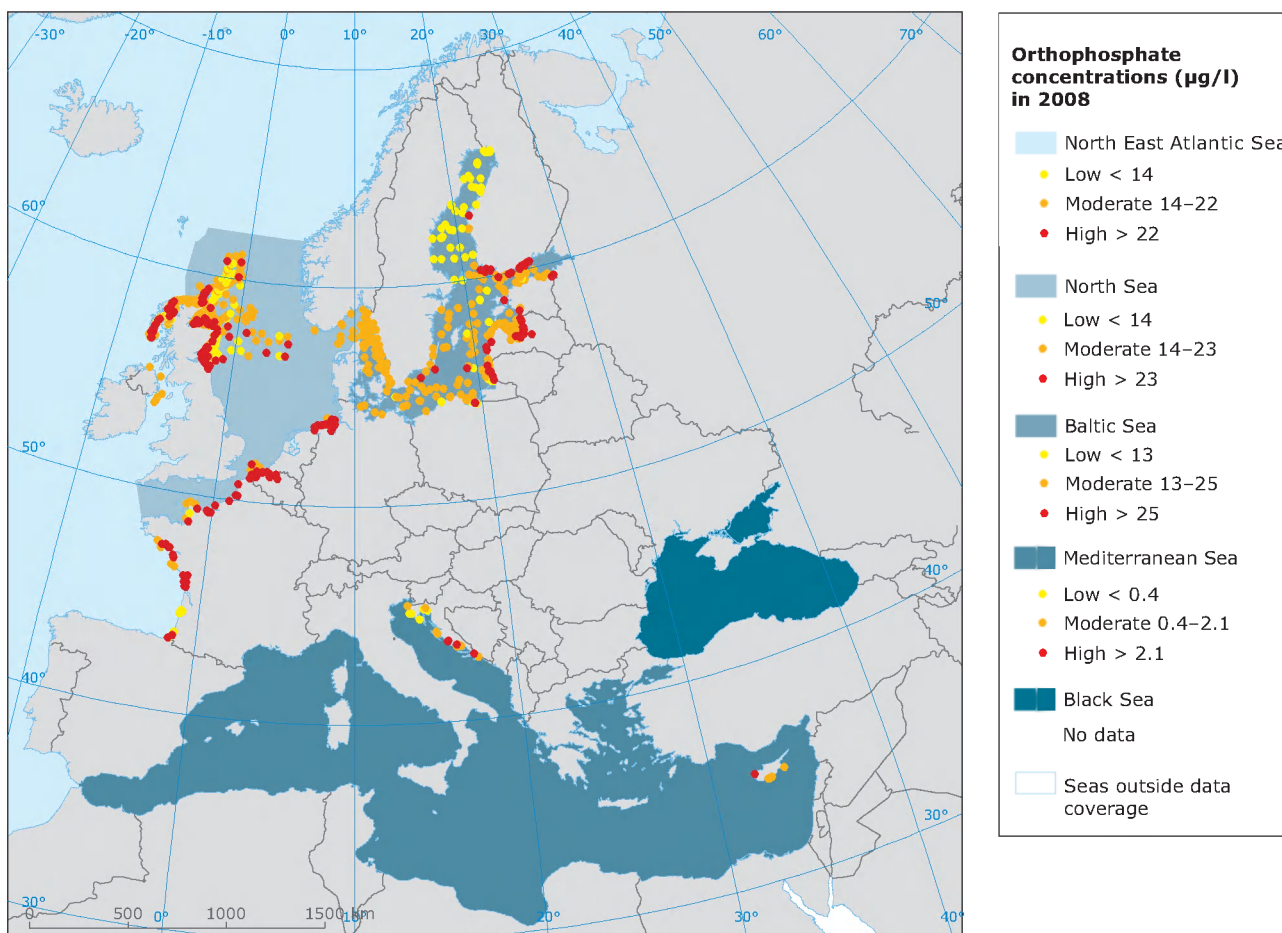 -30°
-20°
-10°
0°
10°
20°
30°
40°
50°
60°
70°
60°
50°
50°
40°
40°
30°
30°
0°
10°
20°
30°
40°
0 500 1000 1500 km
Orthophosphate
concentrations (µg/l)
in 2008
North East Atlantic Sea
Low < 14
Moderate 14–22
High > 22
North Sea
Low < 14
Moderate 14–23
High > 23
Baltic Sea
Low < 13
Moderate 13–25
High > 25
Mediterranean Sea
Low < 0.4
Moderate 0.4–2.1
High > 2.1
Black Sea
No data
Seas outside data
coverage